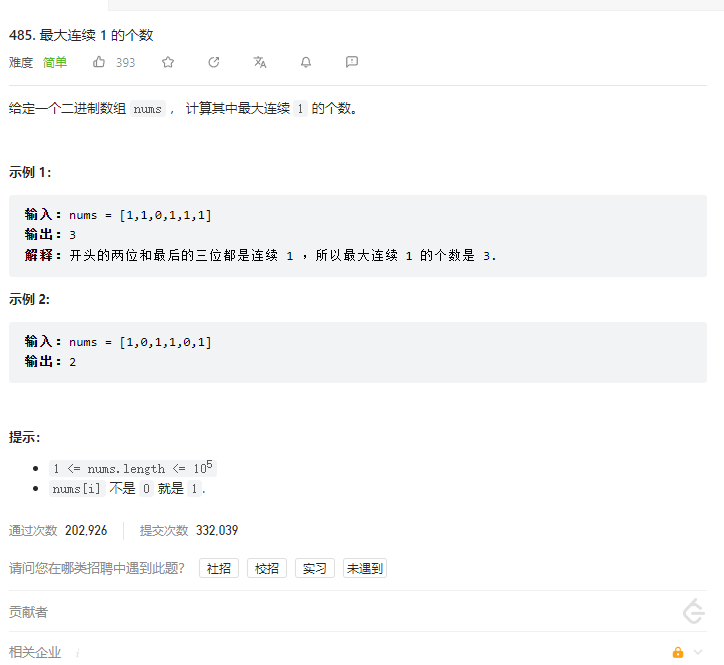 485. 最大连续 1 的个数
难度 简单 393
给定一个二进制数组 nums ， 计算其中最大连续 1 的个数。
示例 1：
输入：nums = [1,1,0,1,1,1]
输出：3
解释：开头的两位和最后的三位都是连续 1 ，所以最大连续 1 的个数是 3.
示例 2:
输入：nums = [1,0,1,1,0,1]
输出：2
提示：
1 <= nums.length <= 10⁵
nums[i] 不是 0 就是 1.
通过次数 202,926 提交次数 332,039
请问您在哪类招聘中遇到此题？ 社招 校招 实习 未遇到
贡献者
相关企业 i